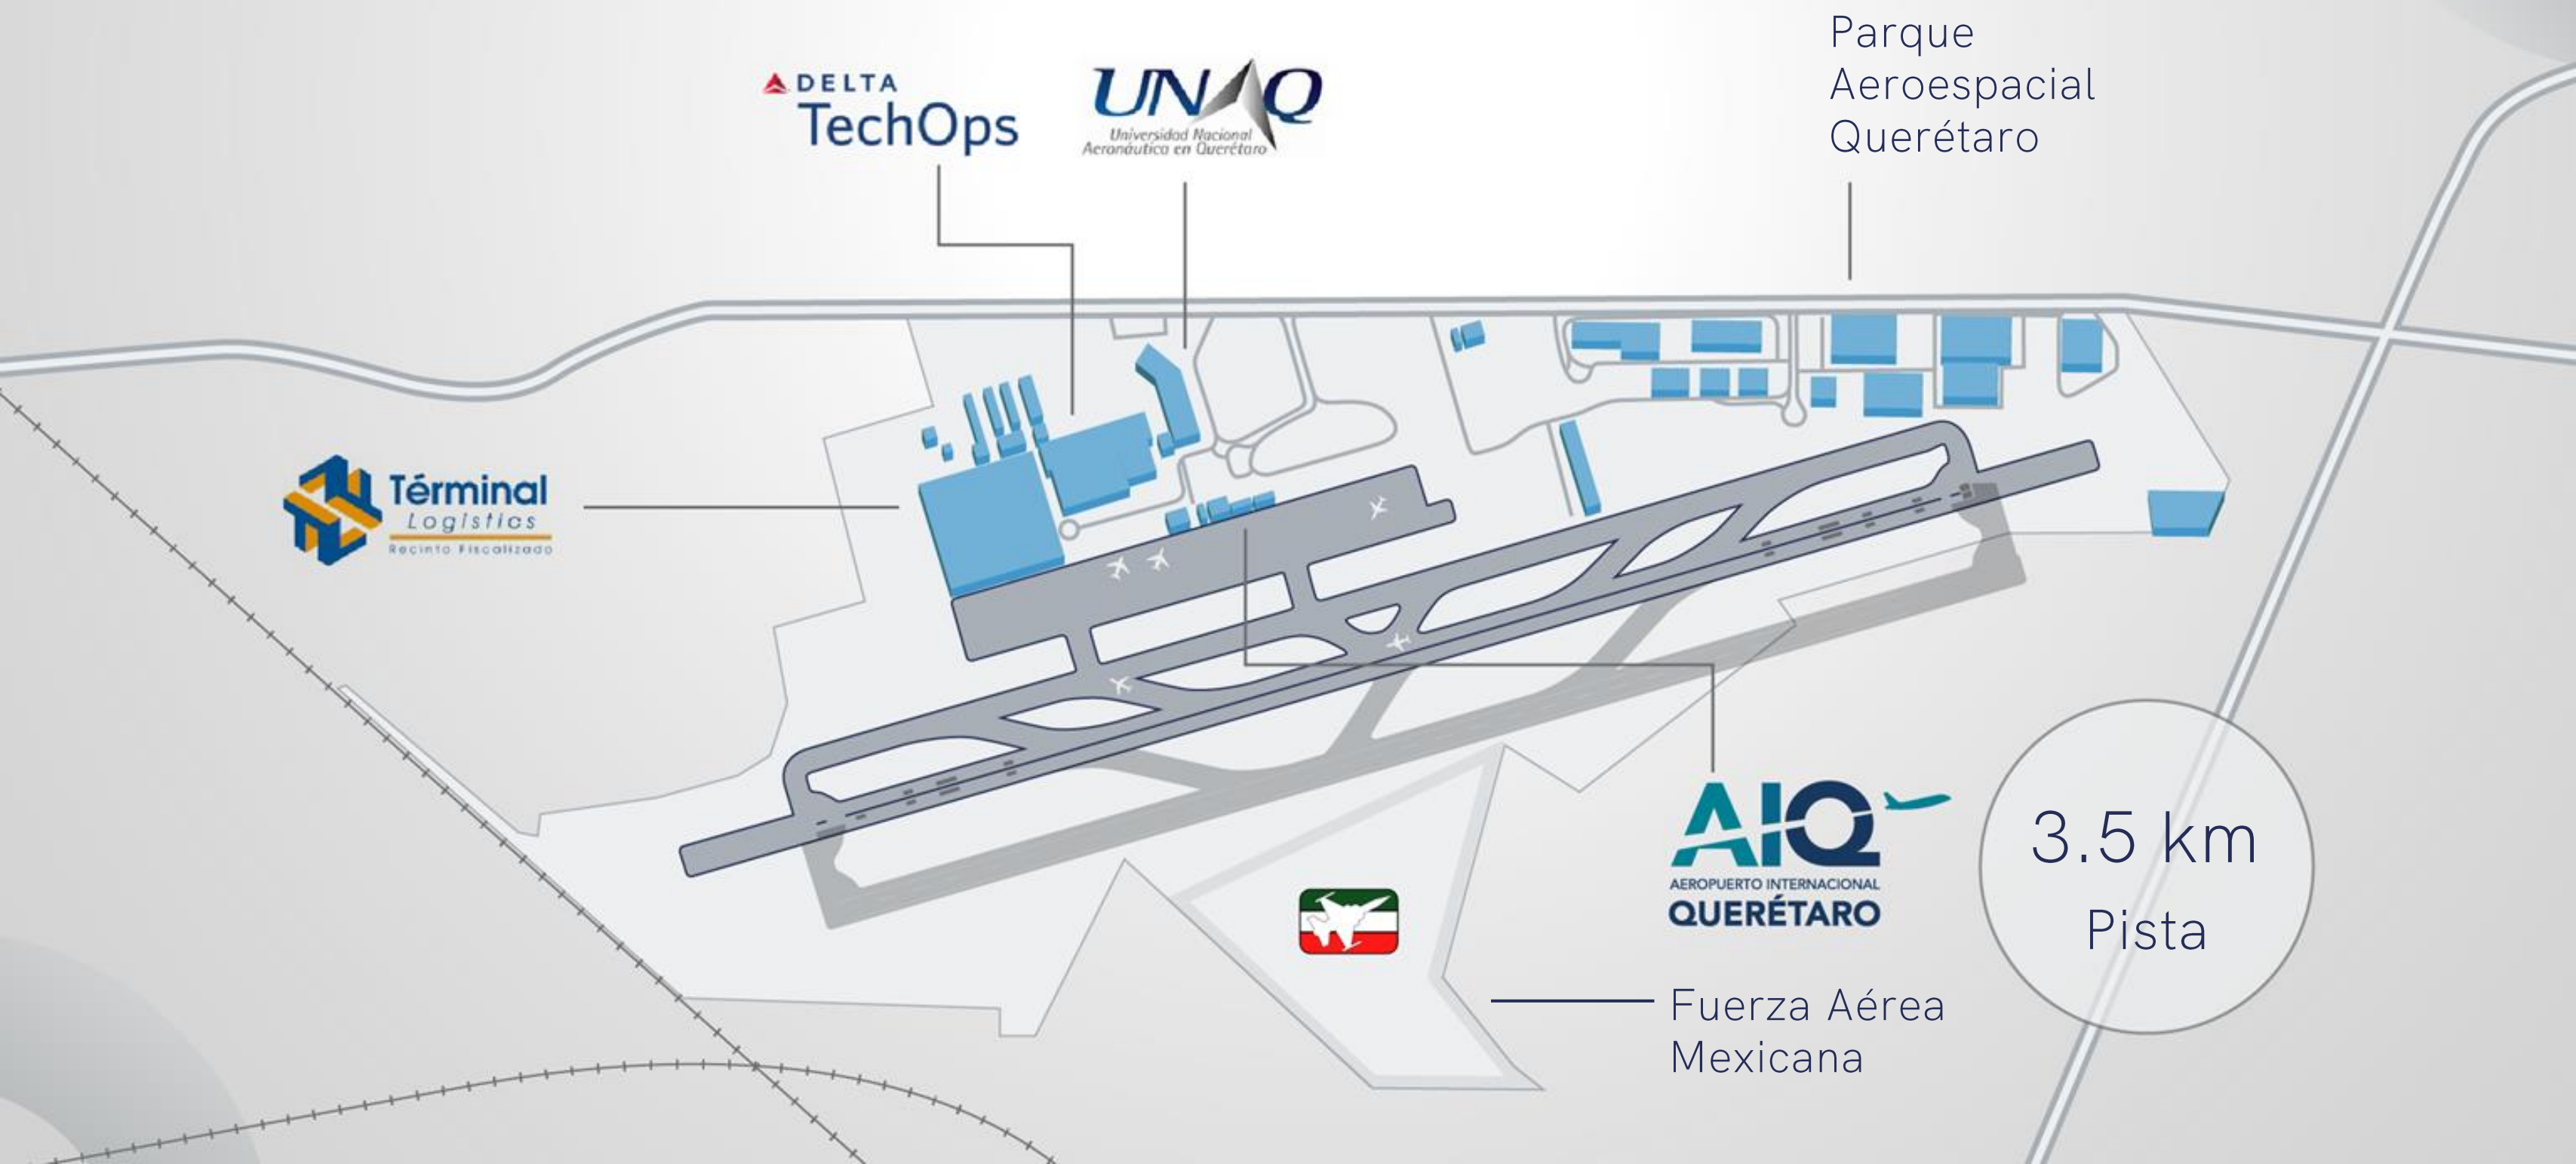 Parque
Aeroespacial
Querétaro
DELTA
TechOps
UNAQ
Universidad Nacional
Aeronáutica en Querétaro
Términal
Logistics
Recinto Fiscalizado
AIQ
AEROPUERTO INTERNACIONAL
QUERÉTARO
3.5 km
Pista
Fuerza Aérea
Mexicana